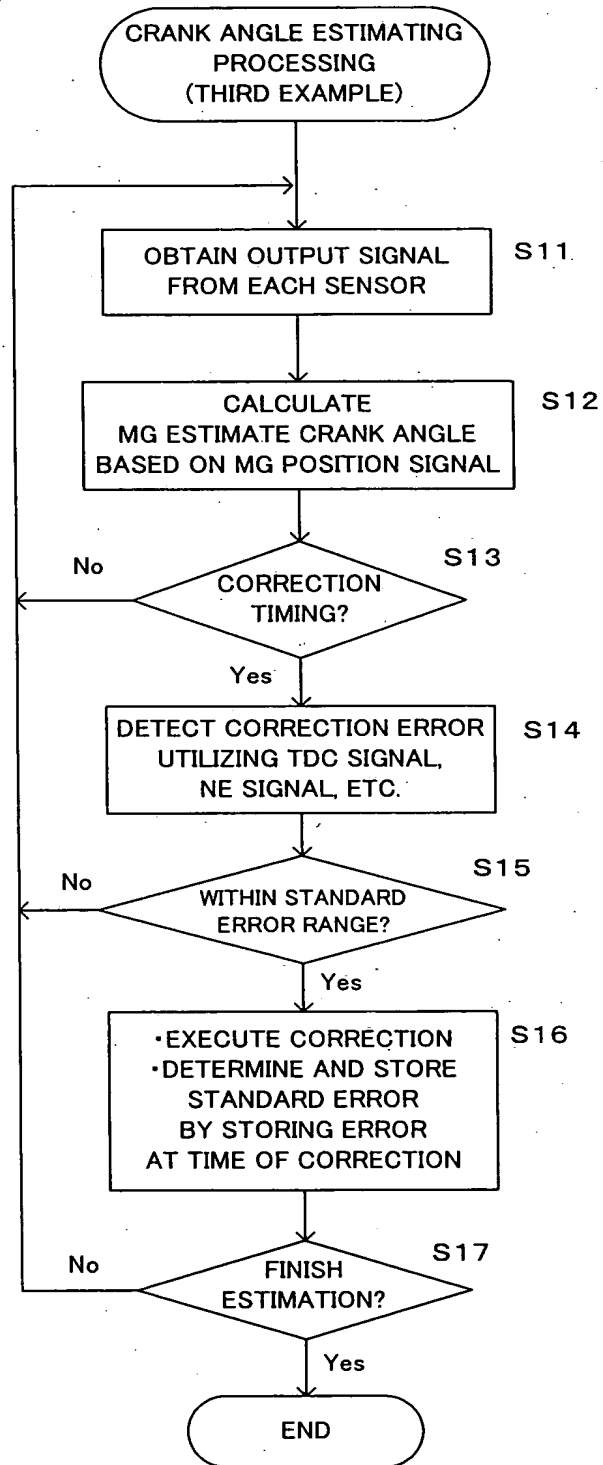 CRANK ANGLE ESTIMATING
PROCESSING
(THIRD EXAMPLE)
OBTAIN OUTPUT SIGNAL
FROM EACH SENSOR
S11
CALCULATE
MG ESTIMATE CRANK ANGLE
BASED ON MG POSITION SIGNAL
S12
CORRECTION
TIMING?
S13
No
Yes
DETECT CORRECTION ERROR
UTILIZING TDC SIGNAL,
NE SIGNAL, ETC.
S14
WITHIN STANDARD
ERROR RANGE?
S15
No
Yes
・EXECUTE CORRECTION
・DETERMINE AND STORE
STANDARD ERROR
BY STORING ERROR
AT TIME OF CORRECTION
S16
FINISH
ESTIMATION?
S17
No
Yes
END